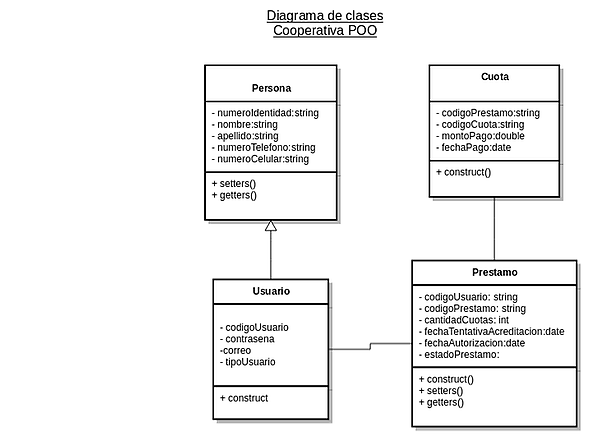 Diagrama de clases
Cooperativa POO
Persona
- numeroIdentidad:string
- nombre:string
- apellido:string
- numeroTelefono:string
- numeroCelular:string
+ setters()
+ getters()
Cuota
- codigoPrestamo:string
- codigoCuota:string
- montoPago:double
- fechaPago:date
+ construct()
Usuario
- codigoUsuario
- contrasena
-correo
- tipoUsuario
+ construct
Prestamo
- codigoUsuario: string
- codigoPrestamo: string
- cantidadCuotas: int
- fechaTentativaAcreditacion:date
- fechaAutorizacion:date
- estadoPrestamo:
+ construct()
+ setters()
+ getters()